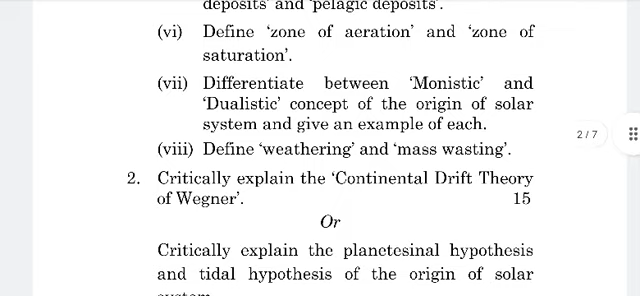 deposits' and 'pelagic deposits'.
(vi) Define 'zone of aeration' and 'zone of
saturation'.
(vii) Differentiate between 'Monistic' and
'Dualistic' concept of the origin of solar
system and give an example of each.
2 / 7
(viii) Define 'weathering' and 'mass wasting'.
2. Critically explain the 'Continental Drift Theory
of Wegner'. 15
Or
Critically explain the planetesinal hypothesis
and tidal hypothesis of the origin of solar
system